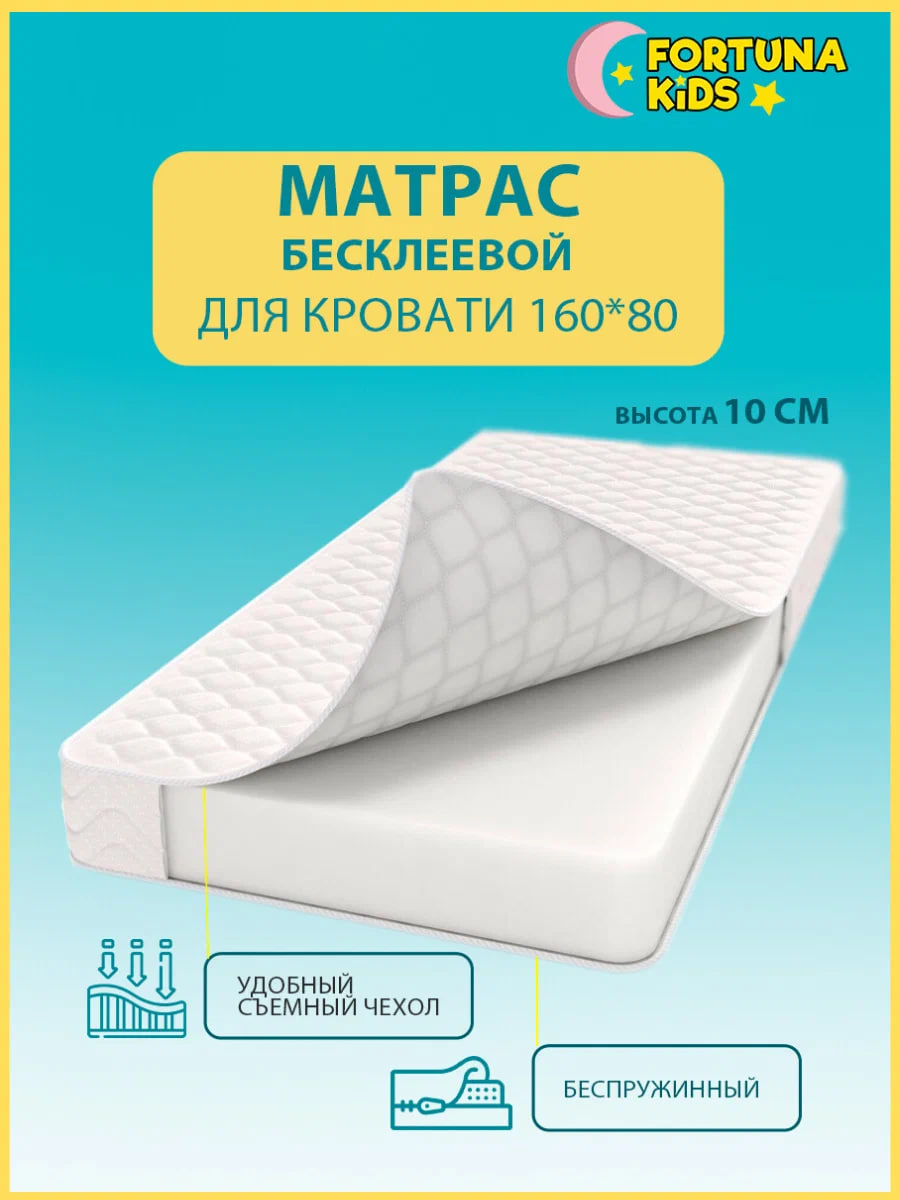 FORTUNA
KiDS
МАТРАС
БЕСКЛЕЕВОЙ
ДЛЯ КРОВАТИ 160*80
ВЫСОТА 10 СМ
УДОБНЫЙ
СЪЕМНЫЙ ЧЕХОЛ
БЕСПРУЖИННЫЙ